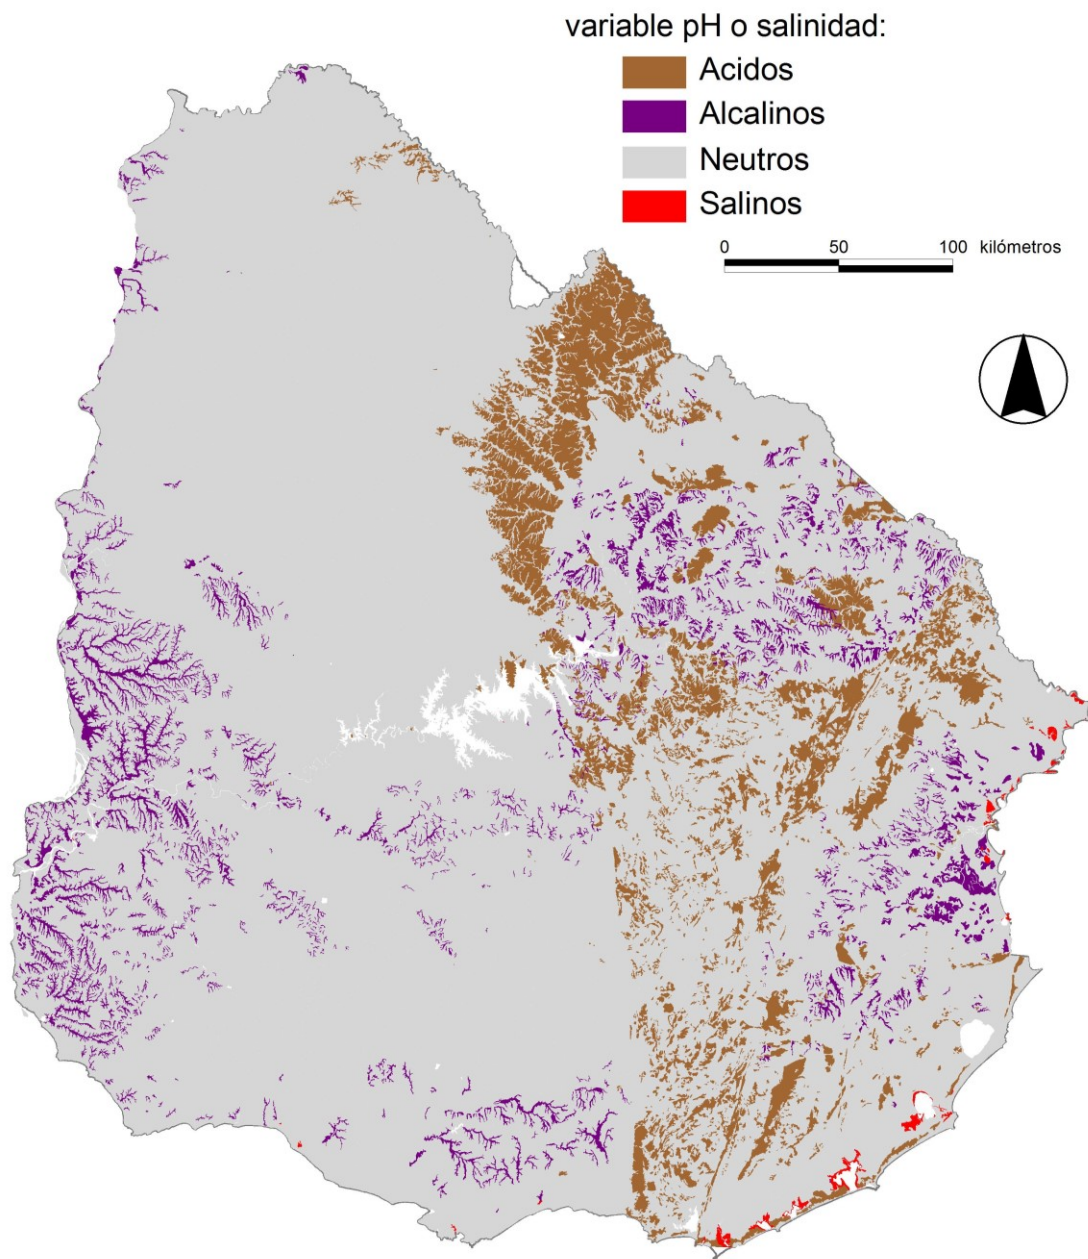 variable pH o salinidad:
Acidos
Alcalinos
Neutros
Salinos
0 50 100 kilómetros